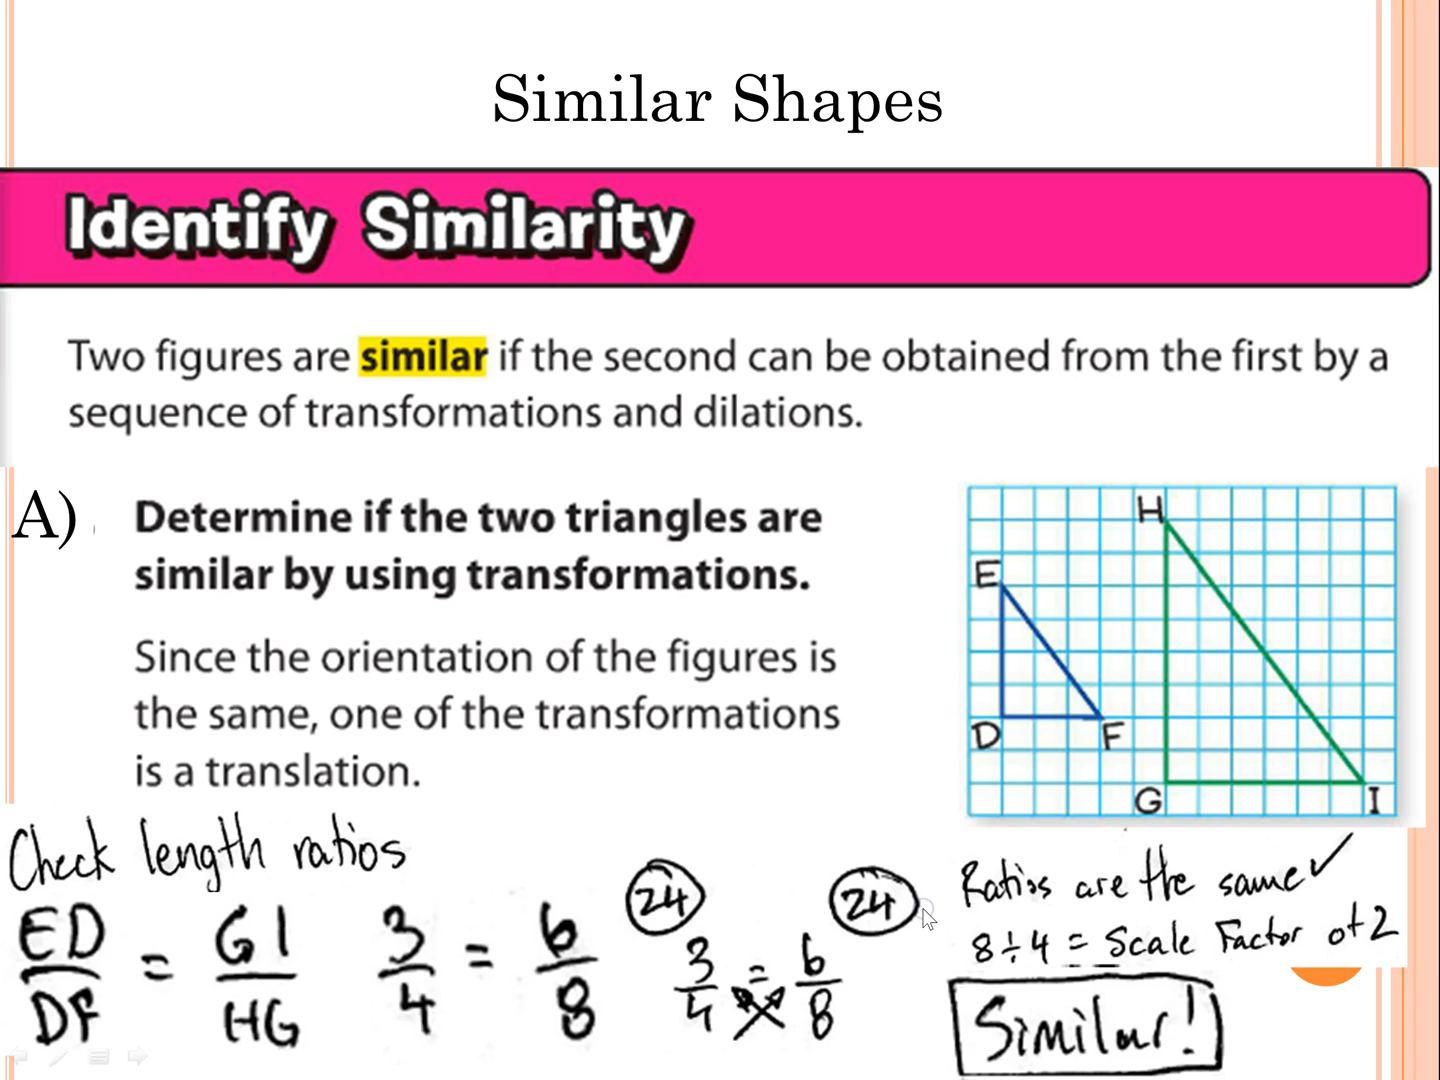 Similar Shapes
Identify Similarity
Two figures are similar if the second can be obtained from the first by a
sequence of transformations and dilations.
A)
Determine if the two triangles are
similar by using transformations.
Since the orientation of the figures is
the same, one of the transformations
is a translation.
H
E
D
F
G
I
Check length ratios
ED/DF = GI/HG
3/4 = 6/8
24 24
3/4 = 6/8
Ratios are the same ✓
8÷4 = Scale Factor of 2
Similar!